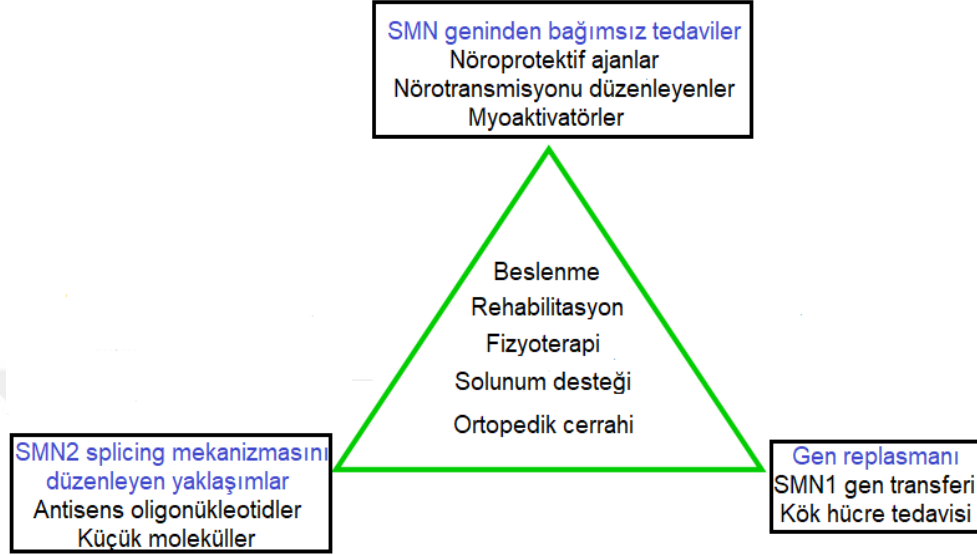 SMN geninden bağımsız tedaviler
Nöroprotektif ajanlar
Nörotransmisyonu düzenleyenler
Myoaktivatörler
Beslenme
Rehabilitasyon
Fizyoterapi
Solunum desteği
Ortopedik cerrahi
SMN2 splicing mekanizmasını
düzenleyen yaklaşımlar
Antisens oligonükleotidler
Küçük moleküller
Gen replasmanı
SMN1 gen transferi
Kök hücre tedavisi